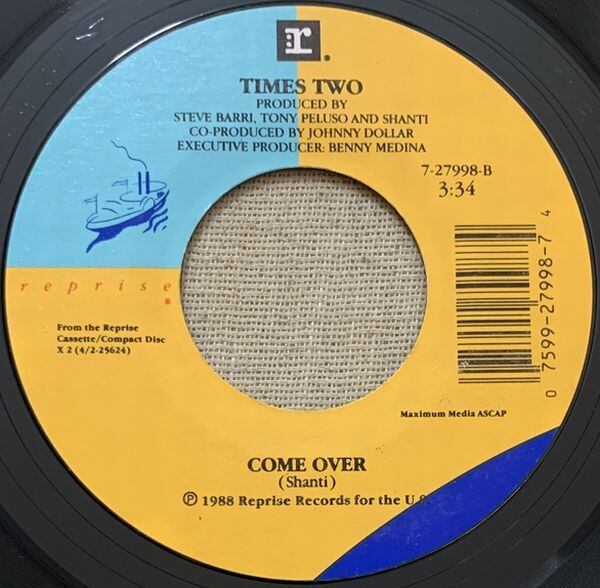 :r
TIMES TWO
PRODUCED BY
STEVE BARRI, TONY PELUSO AND SHANTI
CO-PRODUCED BY JOHNNY DOLLAR
EXECUTIVE PRODUCER: BENNY MEDINA
7-27998-B
3:34
reprise
®
From the Reprise
Cassette/Compact Disc
X 2 (4/2-25624)
0 7599-27998-7 4
Maximum Media ASCAP
COME OVER
(Shanti)
℗ 1988 Reprise Records for the U.S.